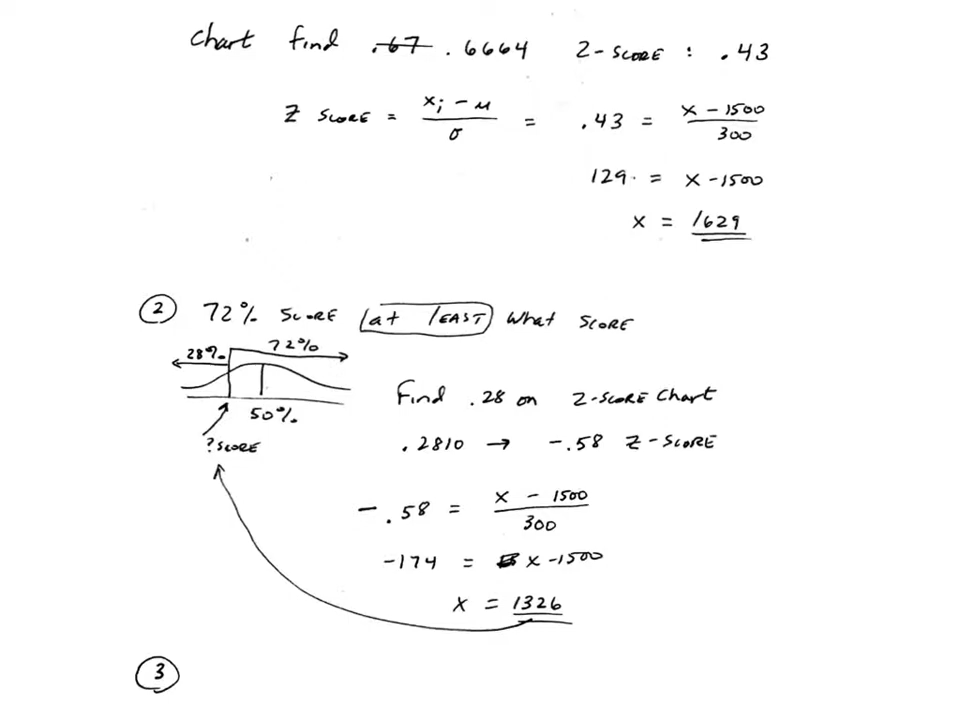 Chart find .67 .6664 Z-SCORE : .43
Z SCORE = xi - μ / σ = .43 = x - 1500 / 300
129. = x - 1500
x = 1629
② 72% SCORE (at lEAST) What SCORE
28% 72%
50%
? SCORE
Find .28 on Z-SCORE Chart
.2810 → -.58 Z-SCORE
-.58 = x - 1500 / 300
-174 = x - 1500
x = 1326
③